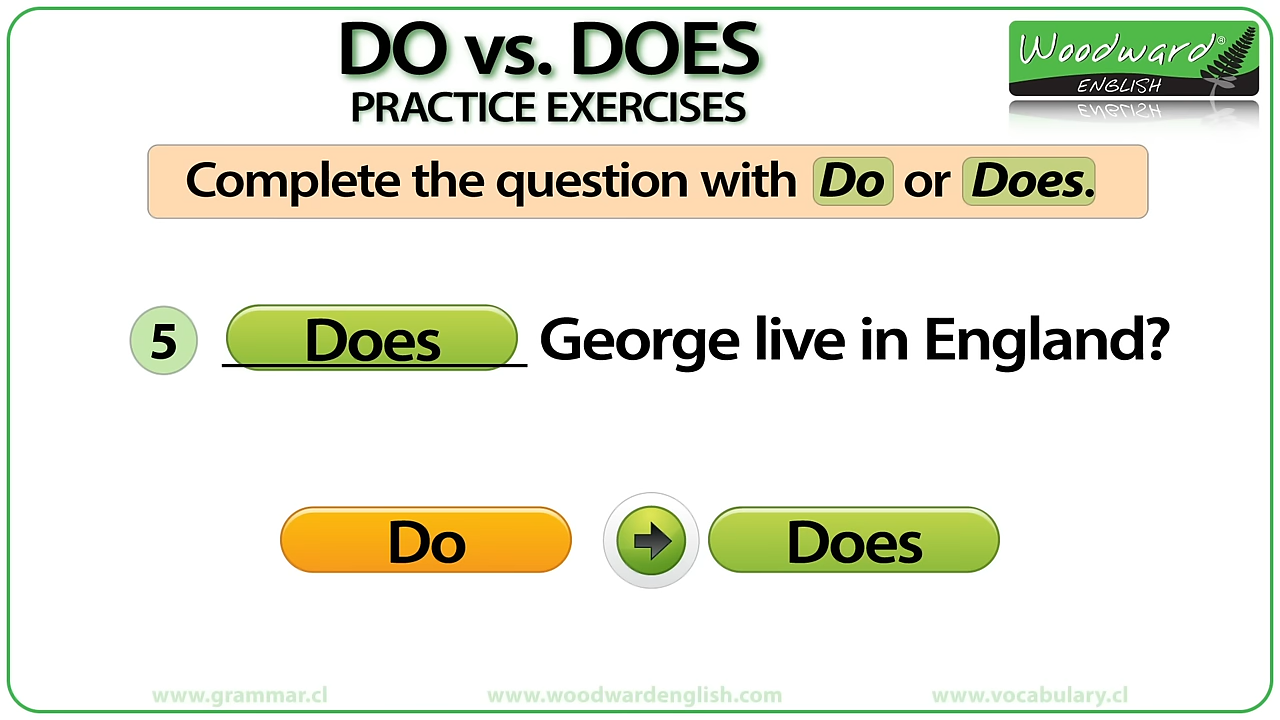 DO vs. DOES
PRACTICE EXERCISES
Woodward®
ENGLISH
Complete the question with Do or Does.
5 Does George live in England?
Do Does
www.grammar.cl www.woodwardenglish.com www.vocabulary.cl